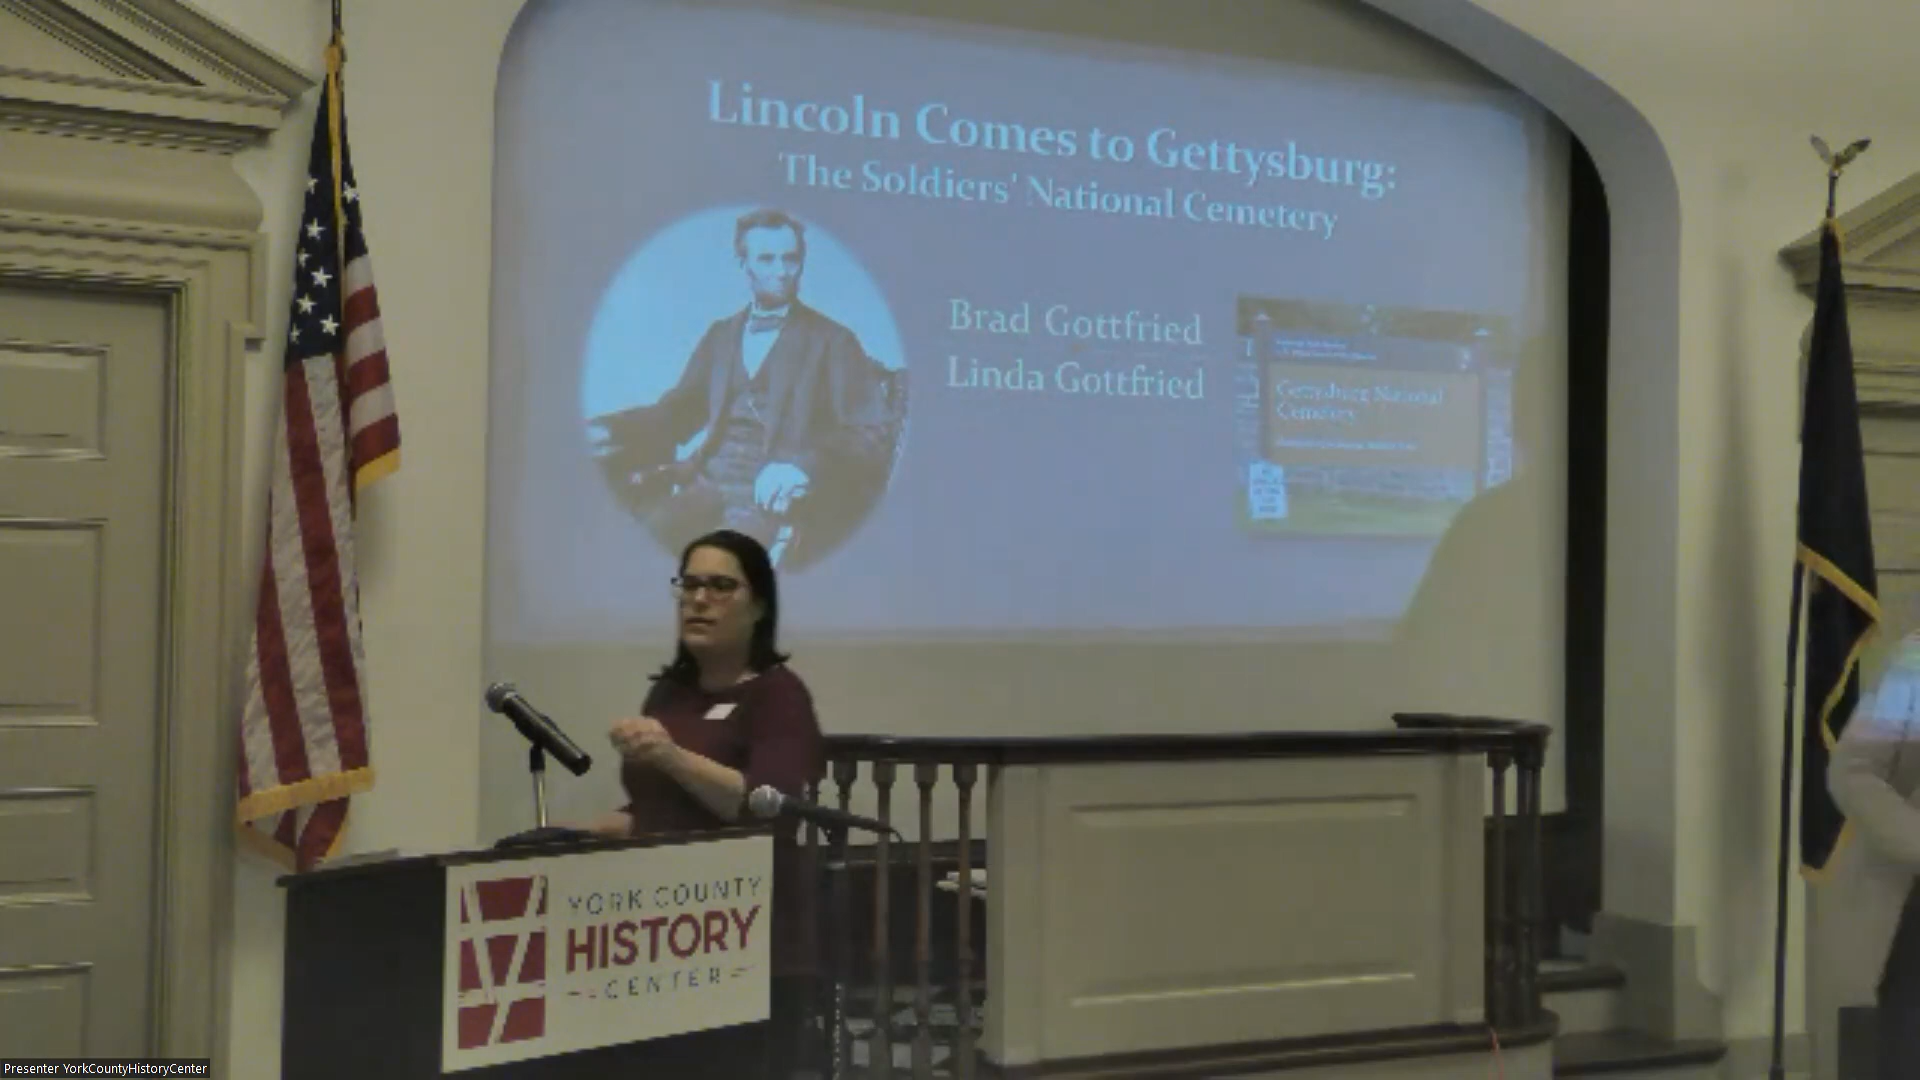 Lincoln Comes to Gettysburg:
The Soldiers' National Cemetery
Brad Gottfried
Linda Gottfried
Gettysburg National
Cemetery
YORK COUNTY
HISTORY
CENTER
Presenter YorkCountyHistoryCenter